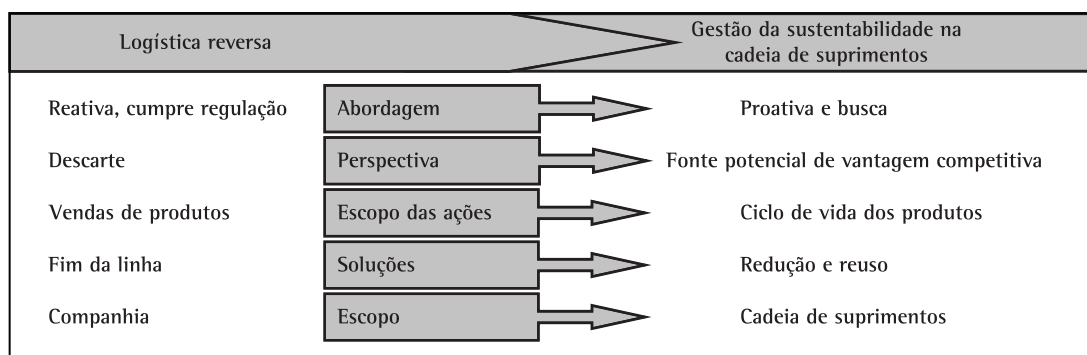 Logística reversa
Gestão da sustentabilidade na
cadeia de suprimentos
Reativa, cumpre regulação Abordagem Proativa e busca
Descarte Perspectiva Fonte potencial de vantagem competitiva
Vendas de produtos Escopo das ações Ciclo de vida dos produtos
Fim da linha Soluções Redução e reuso
Companhia Escopo Cadeia de suprimentos